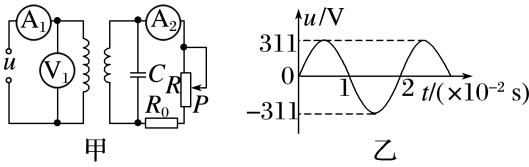 A₁
A₂
u
V₁
C
R
P
R₀
甲
u/V
311
0
1
2
t/(×10⁻² s)
−311
乙